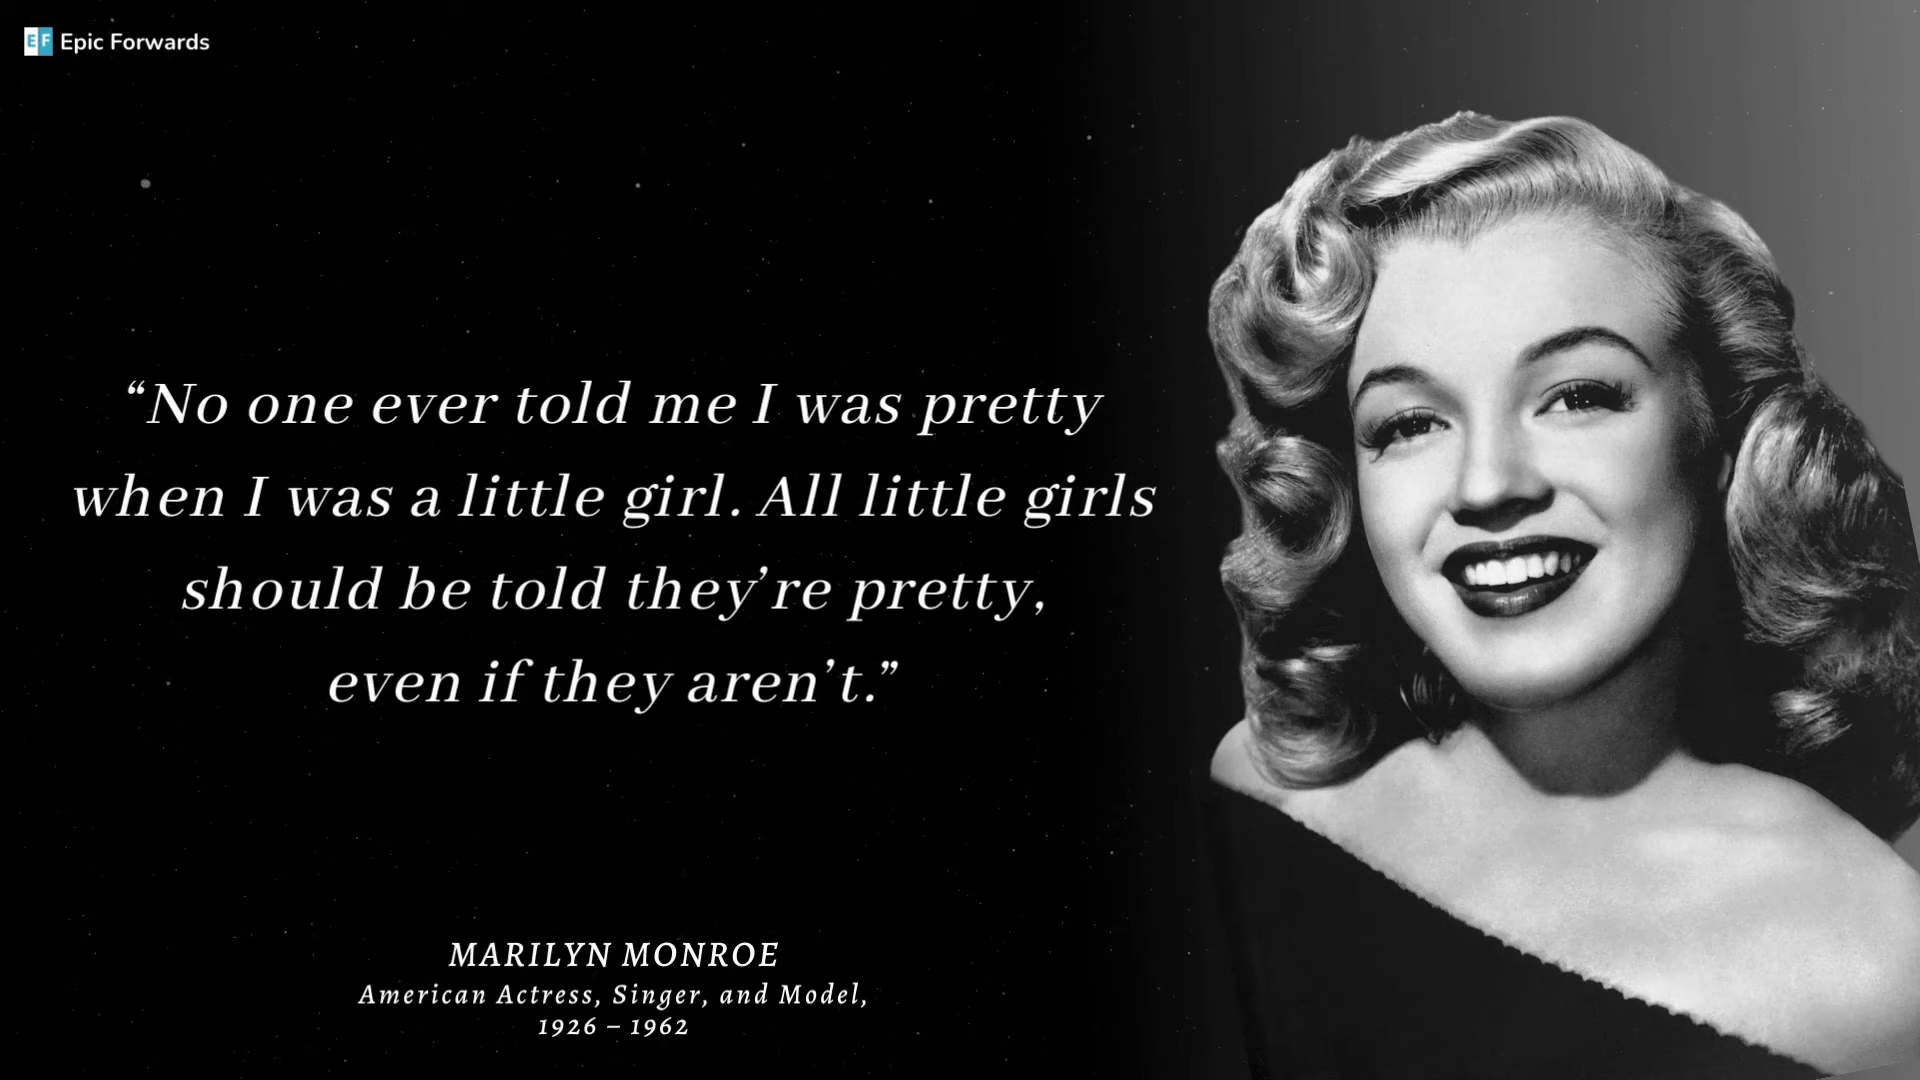 EF Epic Forwards
“No one ever told me I was pretty
when I was a little girl. All little girls
should be told they’re pretty,
even if they aren’t.”
MARILYN MONROE
American Actress, Singer, and Model,
1926 – 1962